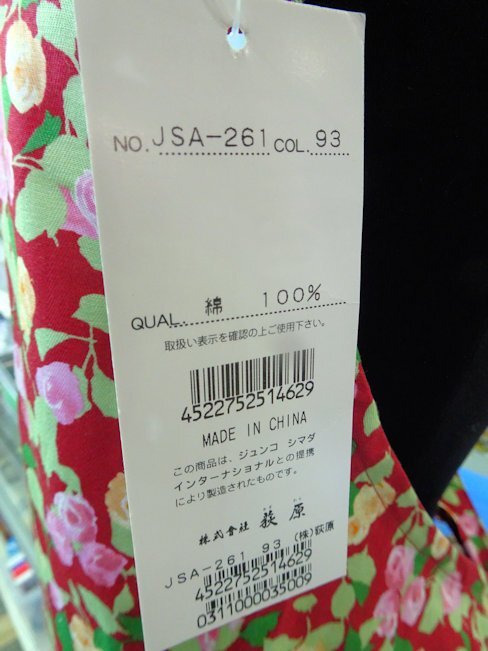 NO. JSA-261 COL. 93
QUAL. 綿 100%
取扱い表示を確認の上ご使用下さい。
4522752514629
MADE IN CHINA
この商品は、ジュンコ シマダ
インターナショナルとの提携
により製造されたものです。
株式會社 荻原
JSA-261 93 (株)荻原
4522752514629
0311000035009